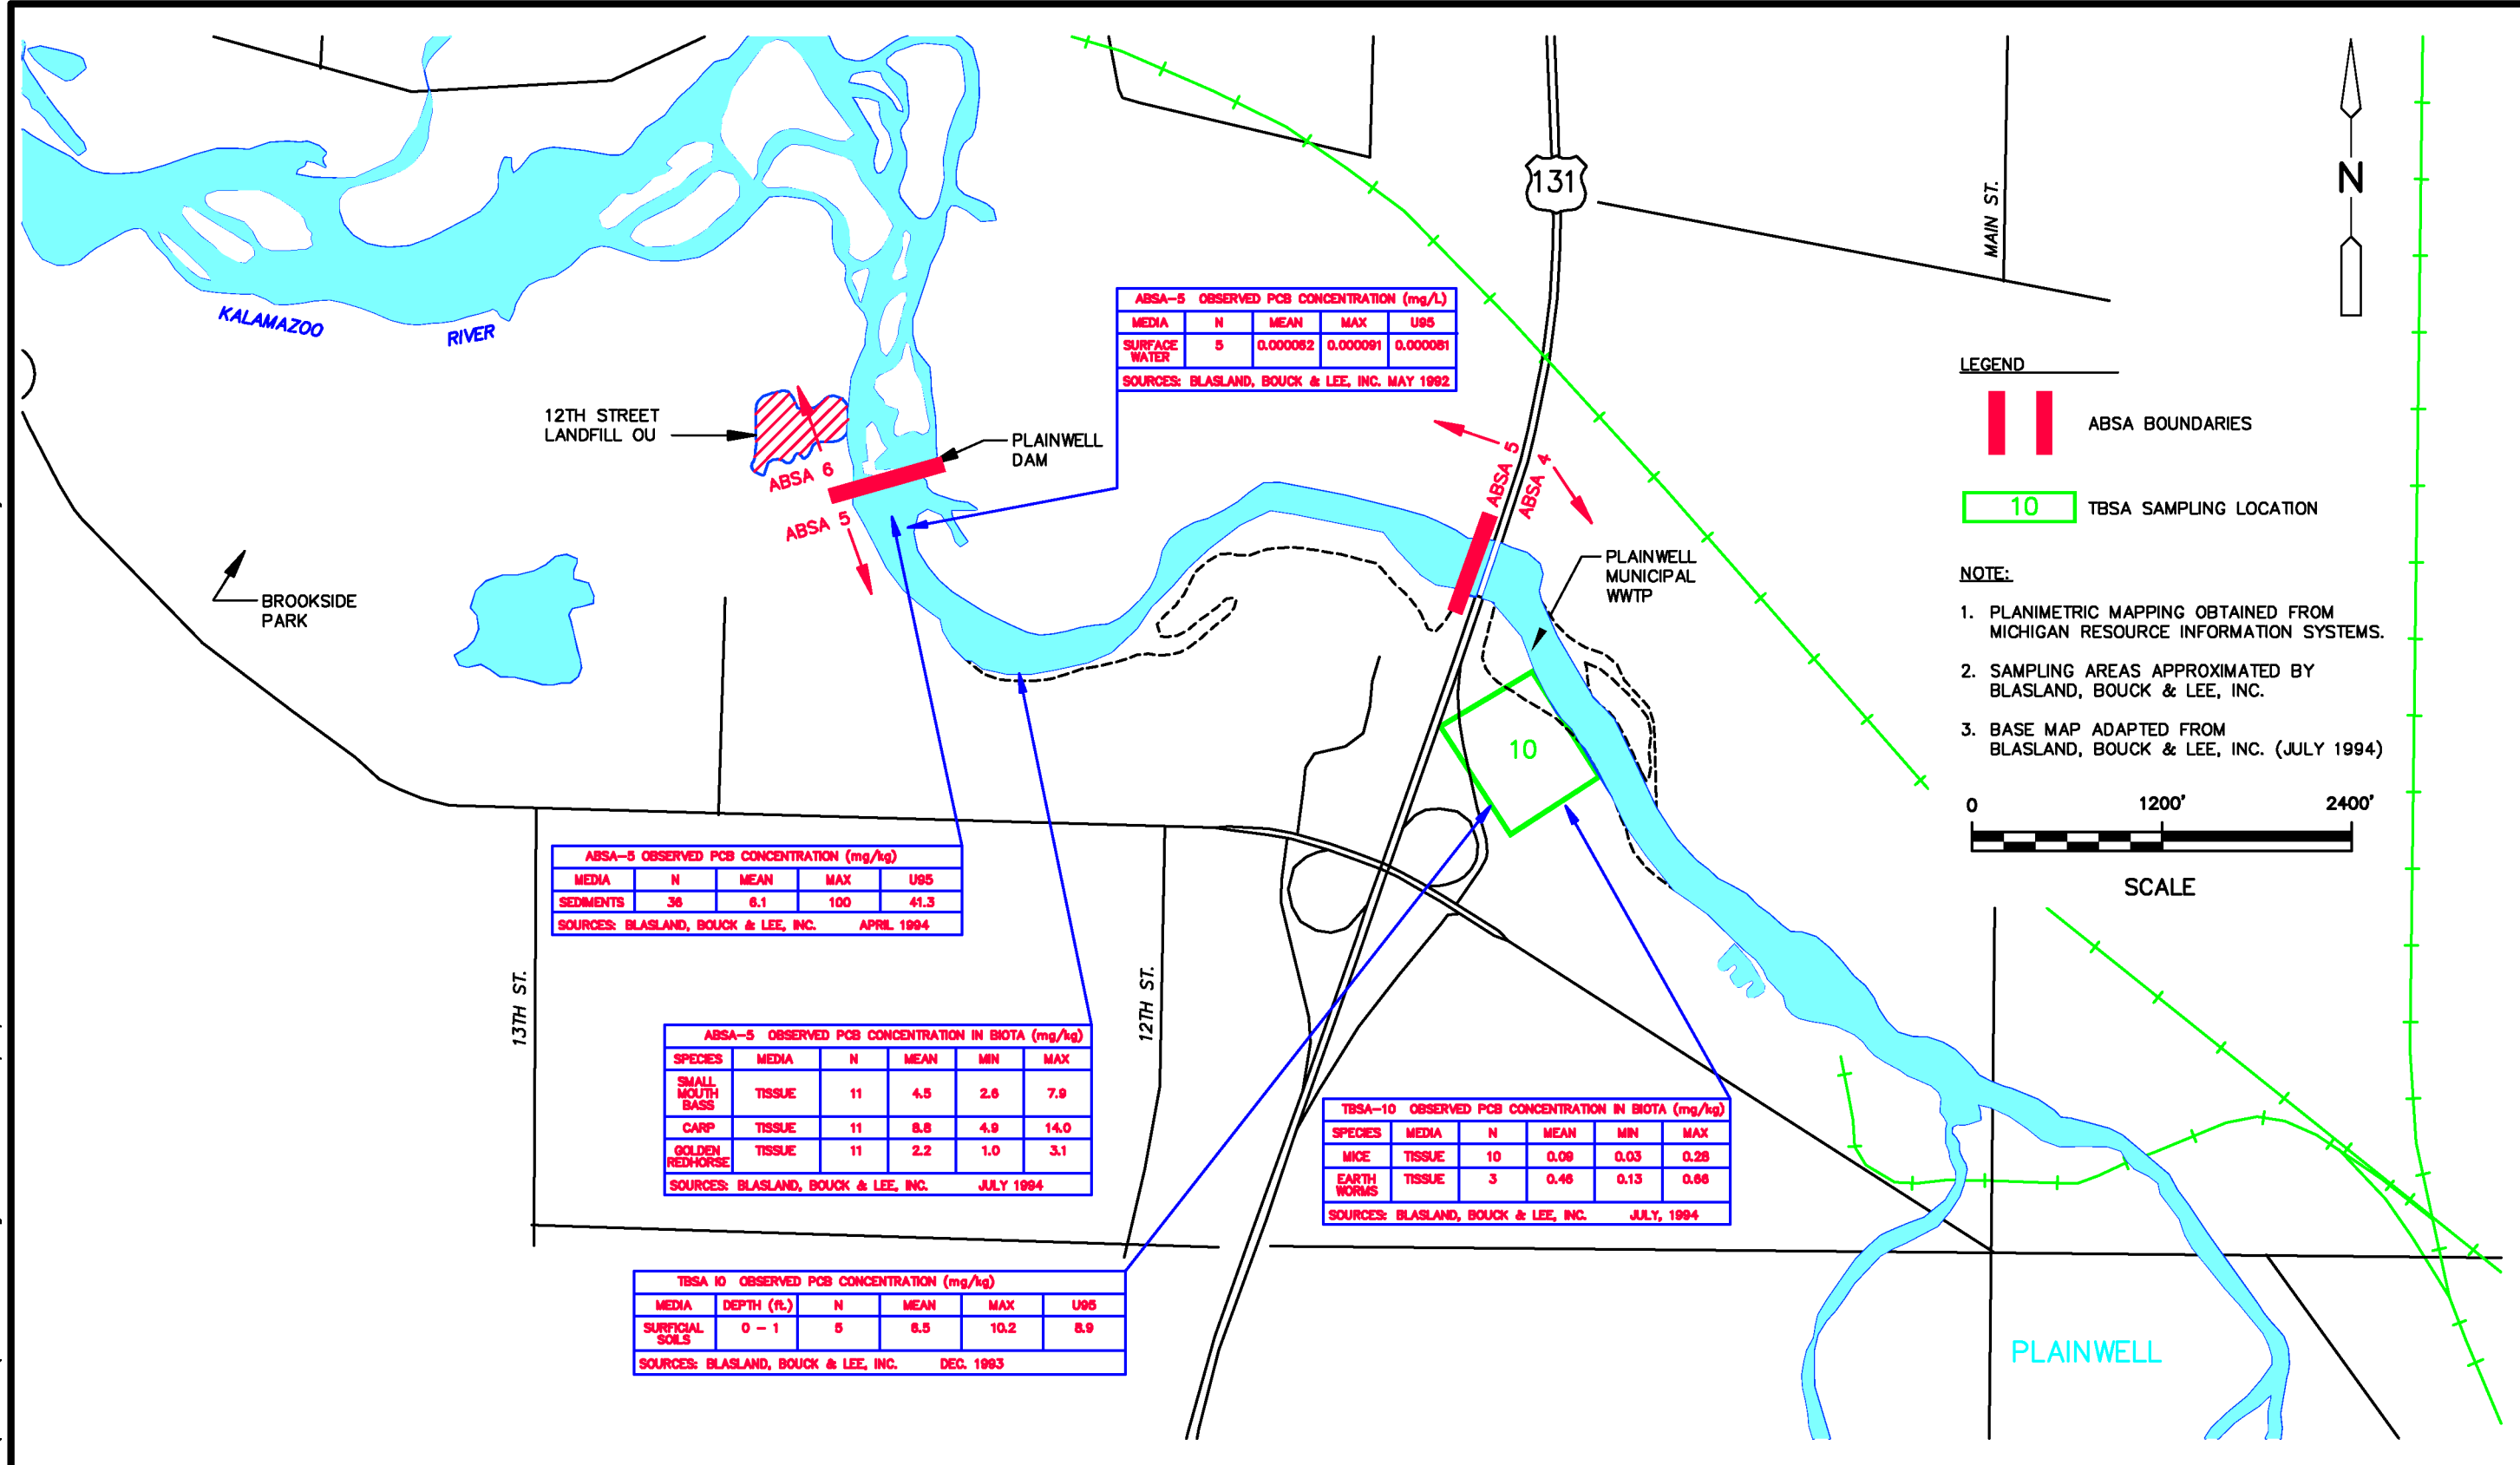 131
MAIN ST.
N
KALAMAZOO
RIVER
ABSA-5 OBSERVED PCB CONCENTRATION (mg/L)
MEDIA N MEAN MAX U95
SURFACE WATER 5 0.000062 0.000091 0.000081
SOURCES: BLASLAND, BOUCK & LEE, INC. MAY 1992
12TH STREET
LANDFILL OU
PLAINWELL
DAM
ABSA 6
ABSA 5
ABSA 5
ABSA 4
BROOKSIDE
PARK
PLAINWELL
MUNICIPAL
WWTP
10
LEGEND
ABSA BOUNDARIES
10 TBSA SAMPLING LOCATION
NOTE:
1. PLANIMETRIC MAPPING OBTAINED FROM
MICHIGAN RESOURCE INFORMATION SYSTEMS.
2. SAMPLING AREAS APPROXIMATED BY
BLASLAND, BOUCK & LEE, INC.
3. BASE MAP ADAPTED FROM
BLASLAND, BOUCK & LEE, INC. (JULY 1994)
0 1200' 2400'
SCALE
ABSA-5 OBSERVED PCB CONCENTRATION (mg/kg)
MEDIA N MEAN MAX U95
SEDIMENTS 36 6.1 100 41.3
SOURCES: BLASLAND, BOUCK & LEE, INC. APRIL 1994
13TH ST.
12TH ST.
ABSA-5 OBSERVED PCB CONCENTRATION IN BIOTA (mg/kg)
SPECIES MEDIA N MEAN MIN MAX
SMALL MOUTH BASS TISSUE 11 4.5 2.6 7.9
CARP TISSUE 11 8.8 4.9 14.0
GOLDEN REDHORSE TISSUE 11 2.2 1.0 3.1
SOURCES: BLASLAND, BOUCK & LEE, INC. JULY 1994
TBSA-10 OBSERVED PCB CONCENTRATION IN BIOTA (mg/kg)
SPECIES MEDIA N MEAN MIN MAX
MICE TISSUE 10 0.09 0.03 0.28
EARTH WORMS TISSUE 3 0.46 0.13 0.66
SOURCES: BLASLAND, BOUCK & LEE, INC. JULY, 1994
TBSA 10 OBSERVED PCB CONCENTRATION (mg/kg)
MEDIA DEPTH (ft.) N MEAN MAX U95
SURFICIAL SOILS 0 - 1 5 6.5 10.2 8.9
SOURCES: BLASLAND, BOUCK & LEE, INC. DEC. 1993
PLAINWELL